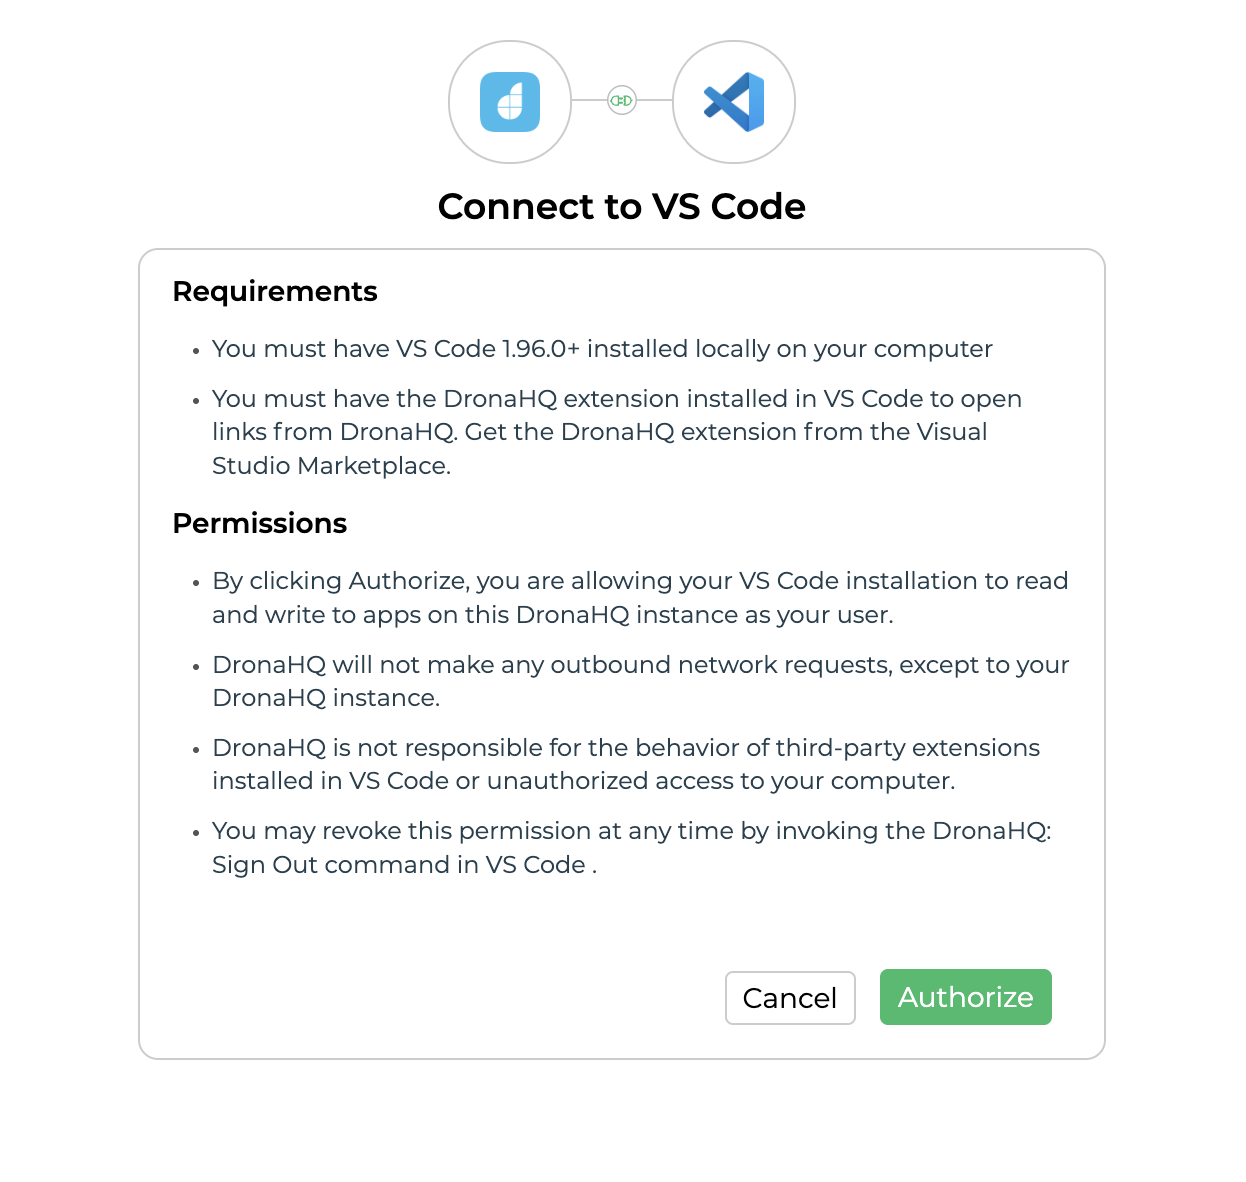 Connect to VS Code
Requirements
• You must have VS Code 1.96.0+ installed locally on your computer
• You must have the DronaHQ extension installed in VS Code to open
links from DronaHQ. Get the DronaHQ extension from the Visual
Studio Marketplace.
Permissions
• By clicking Authorize, you are allowing your VS Code installation to read
and write to apps on this DronaHQ instance as your user.
• DronaHQ will not make any outbound network requests, except to your
DronaHQ instance.
• DronaHQ is not responsible for the behavior of third-party extensions
installed in VS Code or unauthorized access to your computer.
• You may revoke this permission at any time by invoking the DronaHQ:
Sign Out command in VS Code .
Cancel
Authorize